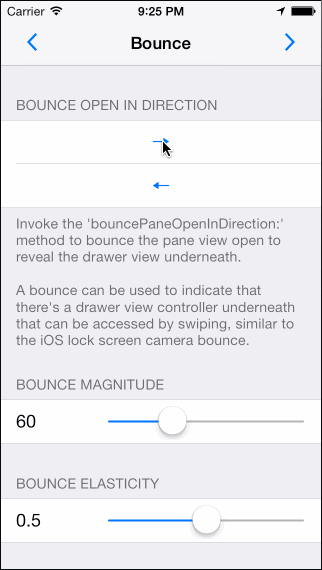 Carrier 9:25 PM
Bounce
BOUNCE OPEN IN DIRECTION
Invoke the 'bouncePaneOpenInDirection:'
method to bounce the pane view open to
reveal the drawer view underneath.
A bounce can be used to indicate that
there's a drawer view controller underneath
that can be accessed by swiping, similar to
the iOS lock screen camera bounce.
BOUNCE MAGNITUDE
60
BOUNCE ELASTICITY
0.5